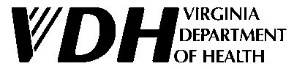 VDH VIRGINIA
DEPARTMENT
OF HEALTH